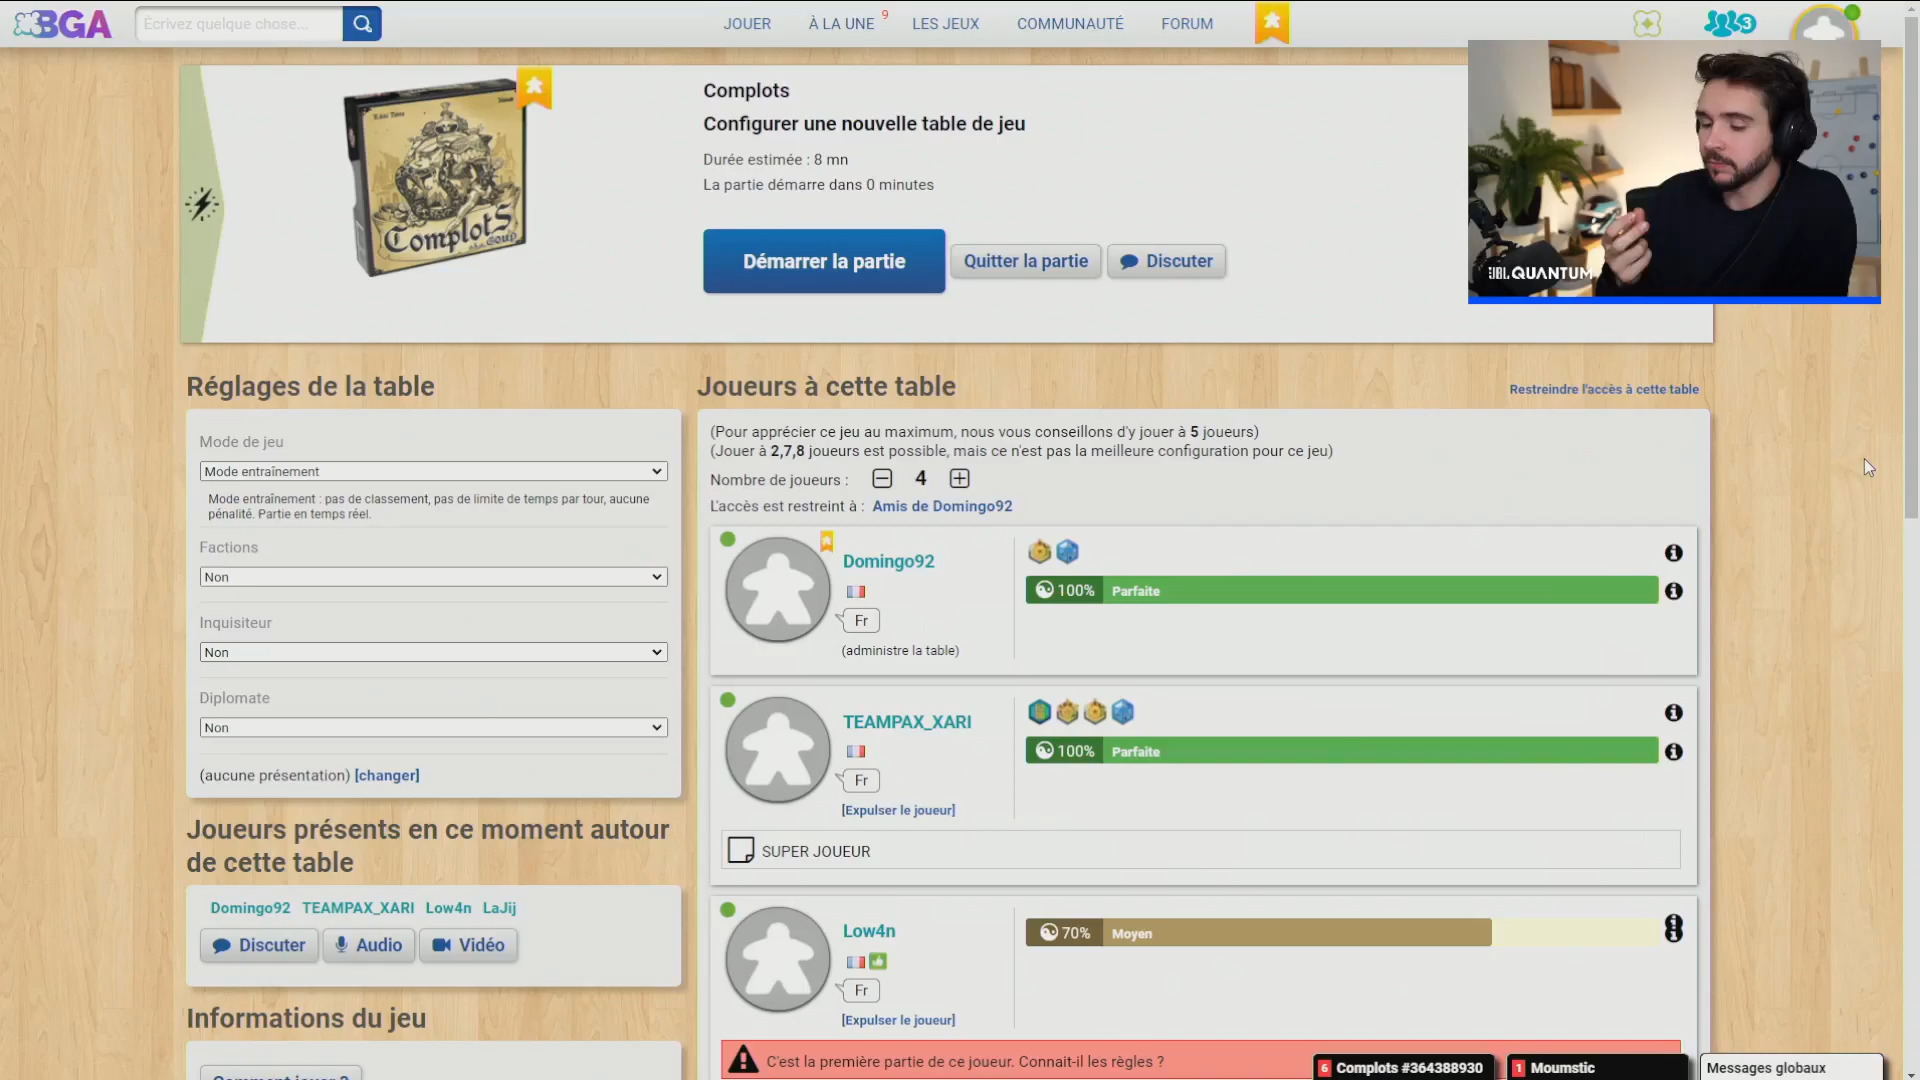 BGA
Écrivez quelque chose...
JOUER
À LA UNE
9
LES JEUX
COMMUNAUTÉ
FORUM
3
Complots
Coup
Complots
Configurer une nouvelle table de jeu
Durée estimée : 8 mn
La partie démarre dans 0 minutes
Démarrer la partie
Quitter la partie
Discuter
JBL QUANTUM
Réglages de la table
Mode de jeu
Mode entraînement
Mode entraînement : pas de classement, pas de limite de temps par tour, aucune
pénalité. Partie en temps réel.
Factions
Non
Inquisiteur
Non
Diplomate
Non
(aucune présentation) [changer]
Joueurs présents en ce moment autour
de cette table
Domingo92 TEAMPAX_XARI Low4n LaJij
Discuter
Audio
Vidéo
Informations du jeu
Comment jouer ?
Joueurs à cette table
Restreindre l'accès à cette table
(Pour apprécier ce jeu au maximum, nous vous conseillons d'y jouer à 5 joueurs)
(Jouer à 2,7,8 joueurs est possible, mais ce n'est pas la meilleure configuration pour ce jeu)
Nombre de joueurs : 4
L'accès est restreint à : Amis de Domingo92
Domingo92
Fr
(administre la table)
100% Parfaite
TEAMPAX_XARI
Fr
[Expulser le joueur]
100% Parfaite
SUPER JOUEUR
Low4n
Fr
[Expulser le joueur]
70% Moyen
C'est la première partie de ce joueur. Connait-il les règles ?
6 Complots #364388930
1 Moumstic
Messages globaux